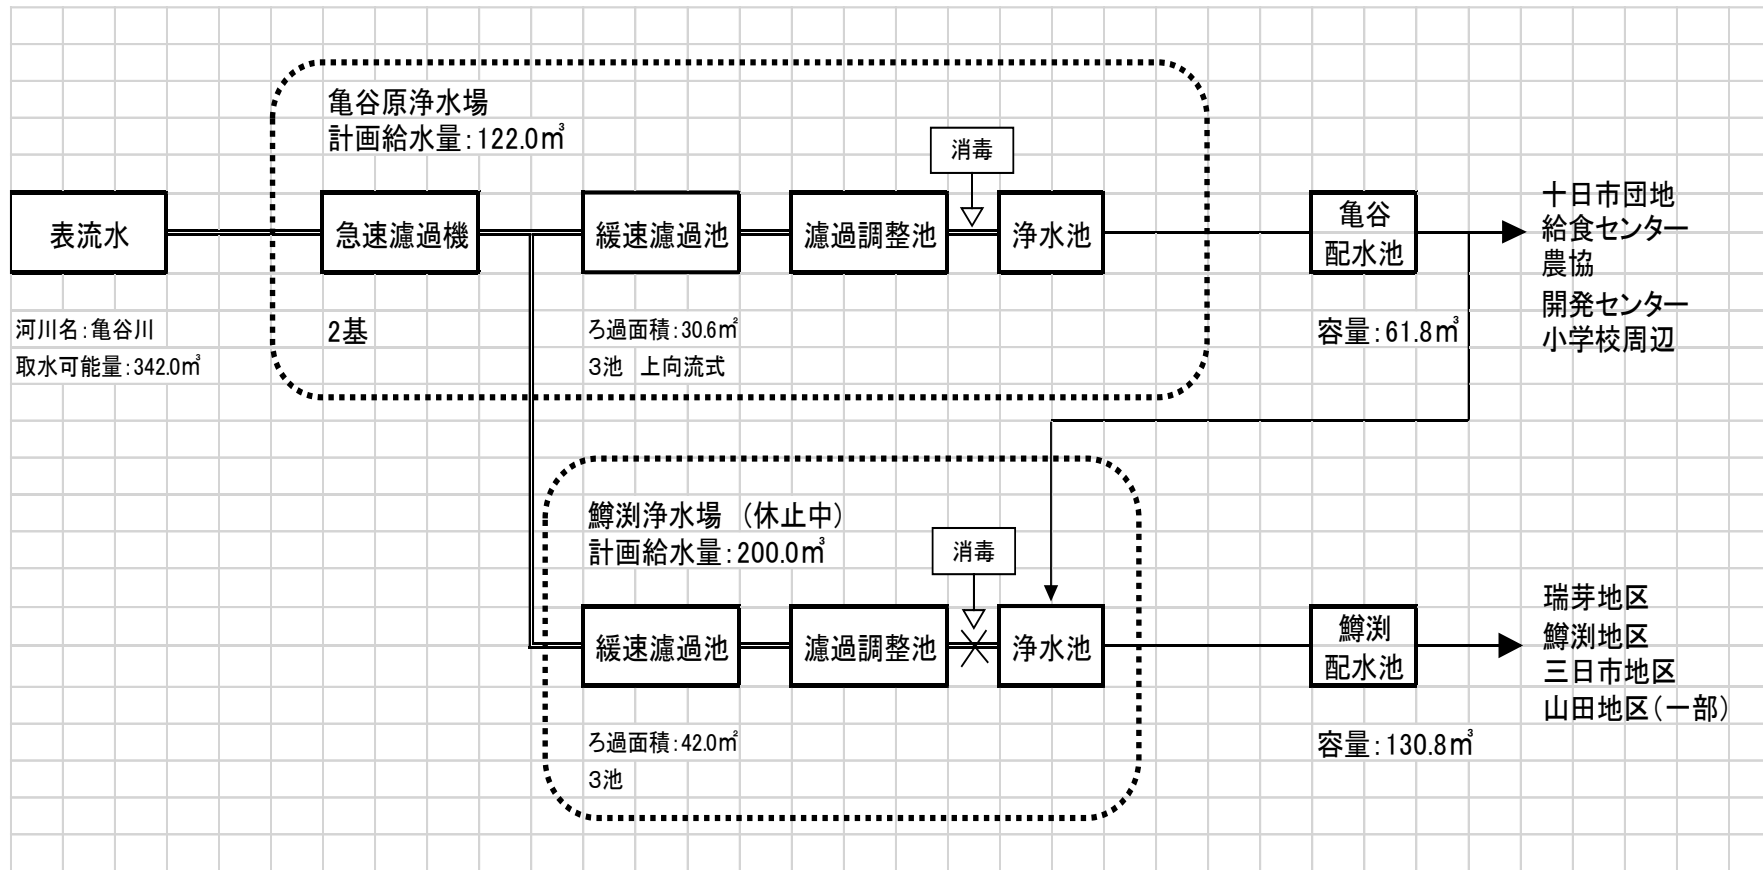 亀谷原浄水場
計画給水量:122.0㎥
消毒
表流水
急速濾過機
緩速濾過池
濾過調整池
浄水池
亀谷
配水池
十日市団地
給食センター
農協
開発センター
小学校周辺
河川名:亀谷川
取水可能量:342.0㎥
2基
ろ過面積:30.6㎡
3池 上向流式
容量:61.8㎥
鱒渕浄水場 (休止中)
計画給水量:200.0㎥
消毒
緩速濾過池
濾過調整池
浄水池
鱒渕
配水池
瑞芽地区
鱒渕地区
三日市地区
山田地区(一部)
ろ過面積:42.0㎡
3池
容量:130.8㎥